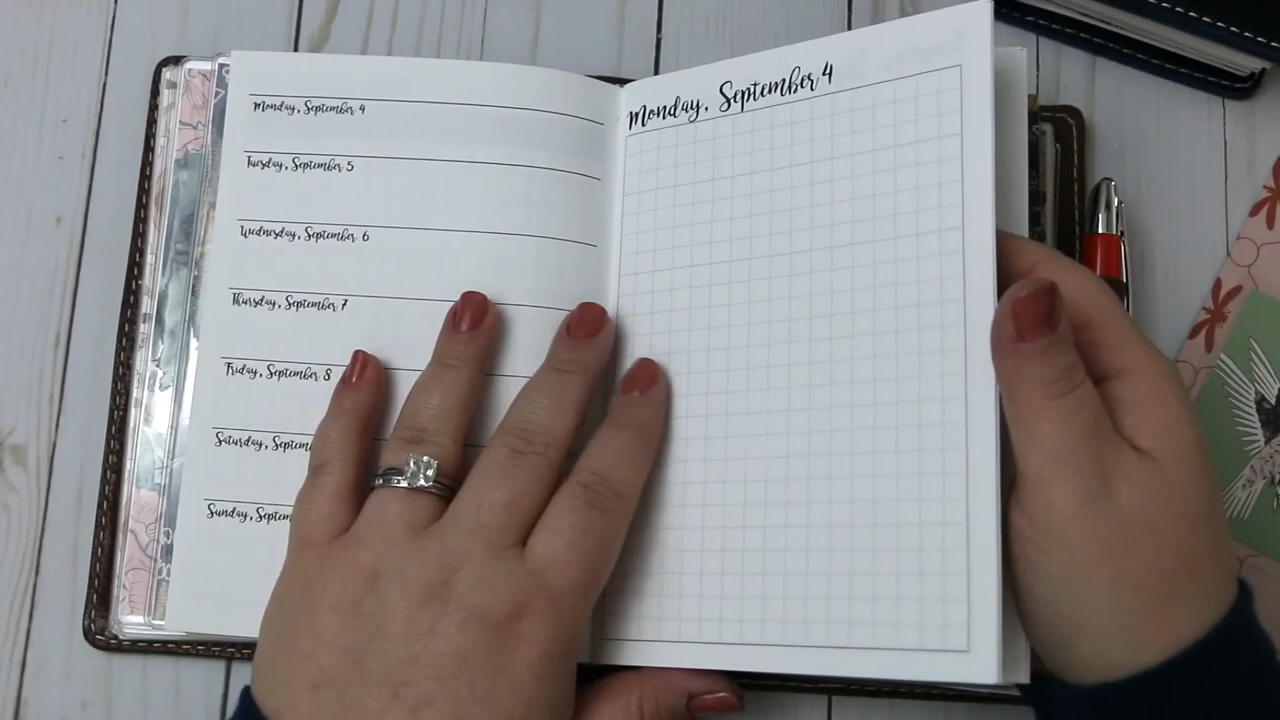 Monday, September 4
Tuesday, September 5
Wednesday, September 6
Thursday, September 7
Friday, September 8
Saturday,
Sunday,
Monday, September 4